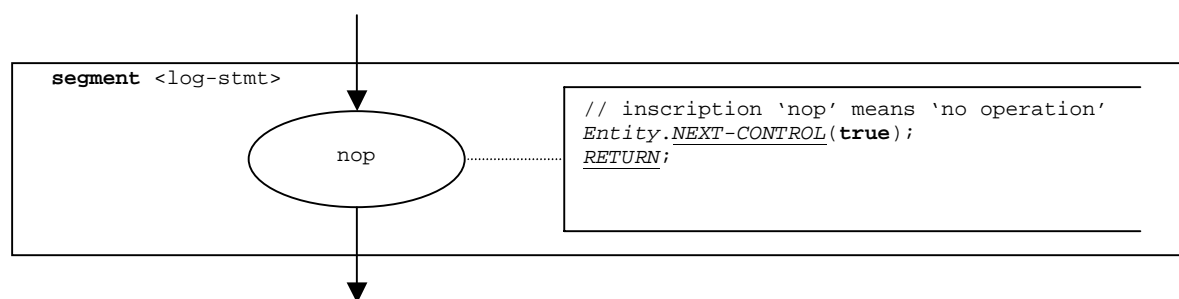 segment <log-stmt>
nop
// inscription ‘nop’ means ‘no operation’
Entity.NEXT-CONTROL(true);
RETURN;